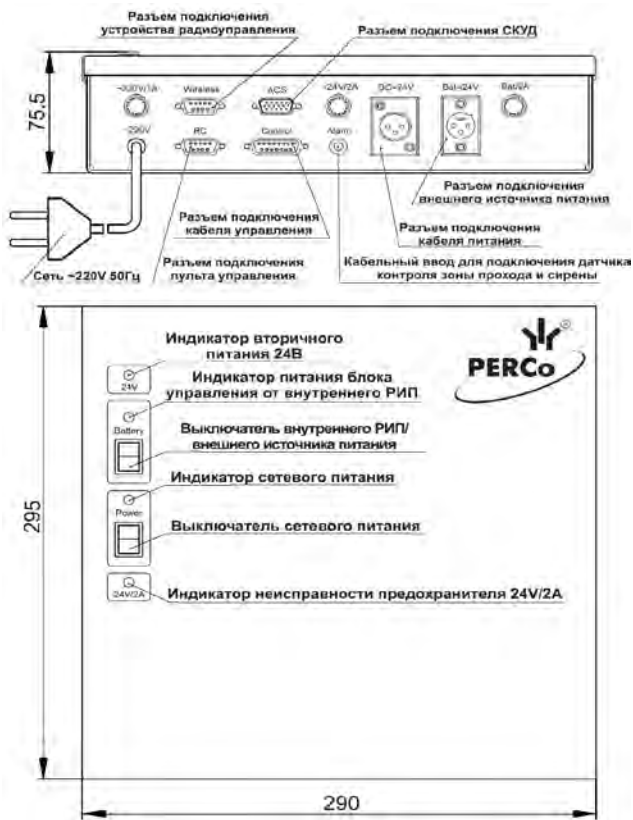 Разъем подключения
устройства радиоуправления
Разъем подключения СКУД
75.5
~220V/1A
Wireless
ACS
~24V/2A
DC=24V
Bat=24V
Bat/2A
~220V
RC
Control
Alarm
Разъем подключения
внешнего источника питания
Разъем подключения
кабеля управления
Разъем подключения
кабеля питания
Сеть ~220V 50Гц
Разъем подключения
пульта управления
Кабельный ввод для подключения датчика
контроля зоны прохода и сирены
Индикатор вторичного
питания 24В
24V
PERCo
®
Индикатор питания блока
управления от внутреннего РИП
Battery
Выключатель внутреннего РИП/
внешнего источника питания
Индикатор сетевого питания
Power
Выключатель сетевого питания
24V/2A
Индикатор неисправности предохранителя 24V/2A
295
290